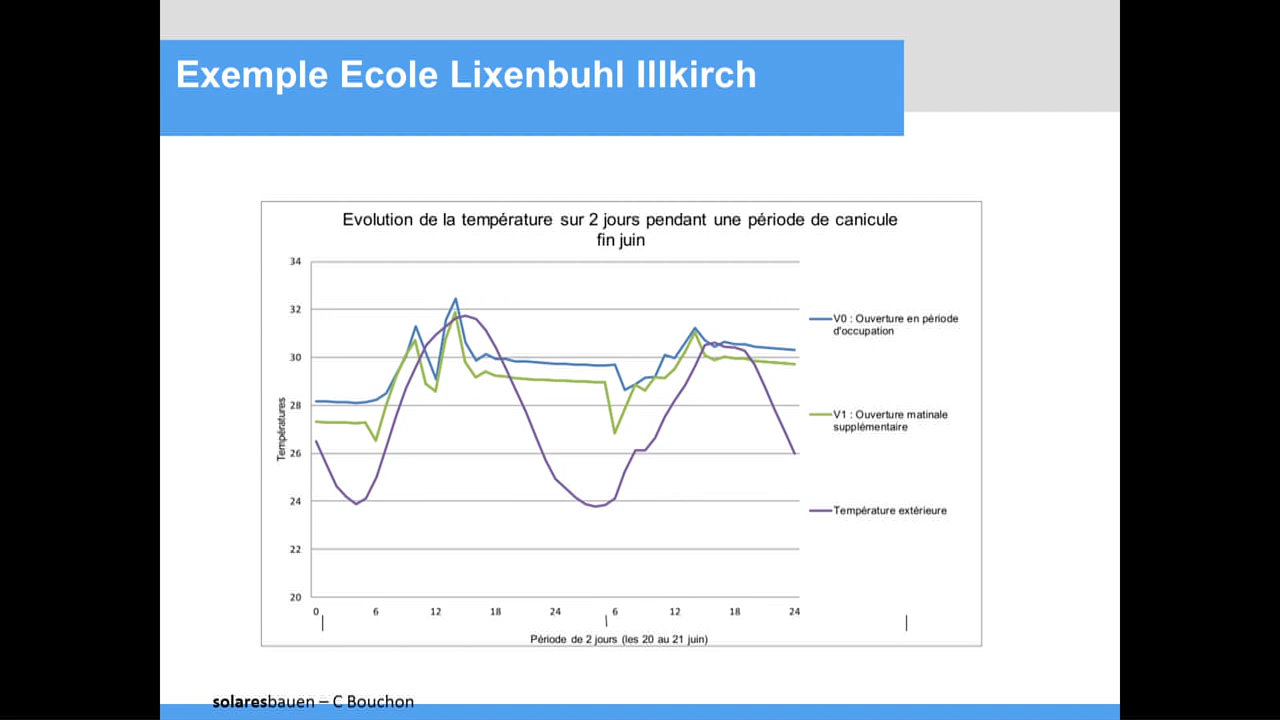 Exemple Ecole Lixenbuhl Illkirch
Evolution de la température sur 2 jours pendant une période de canicule
fin juin
34
32
30
28
26
24
22
20
Températures
0 6 12 18 24 6 12 18 24
Période de 2 jours (les 20 au 21 juin)
V0 : Ouverture en période
d'occupation
V1 : Ouverture matinale
supplémentaire
Température extérieure
solaresbauen – C Bouchon